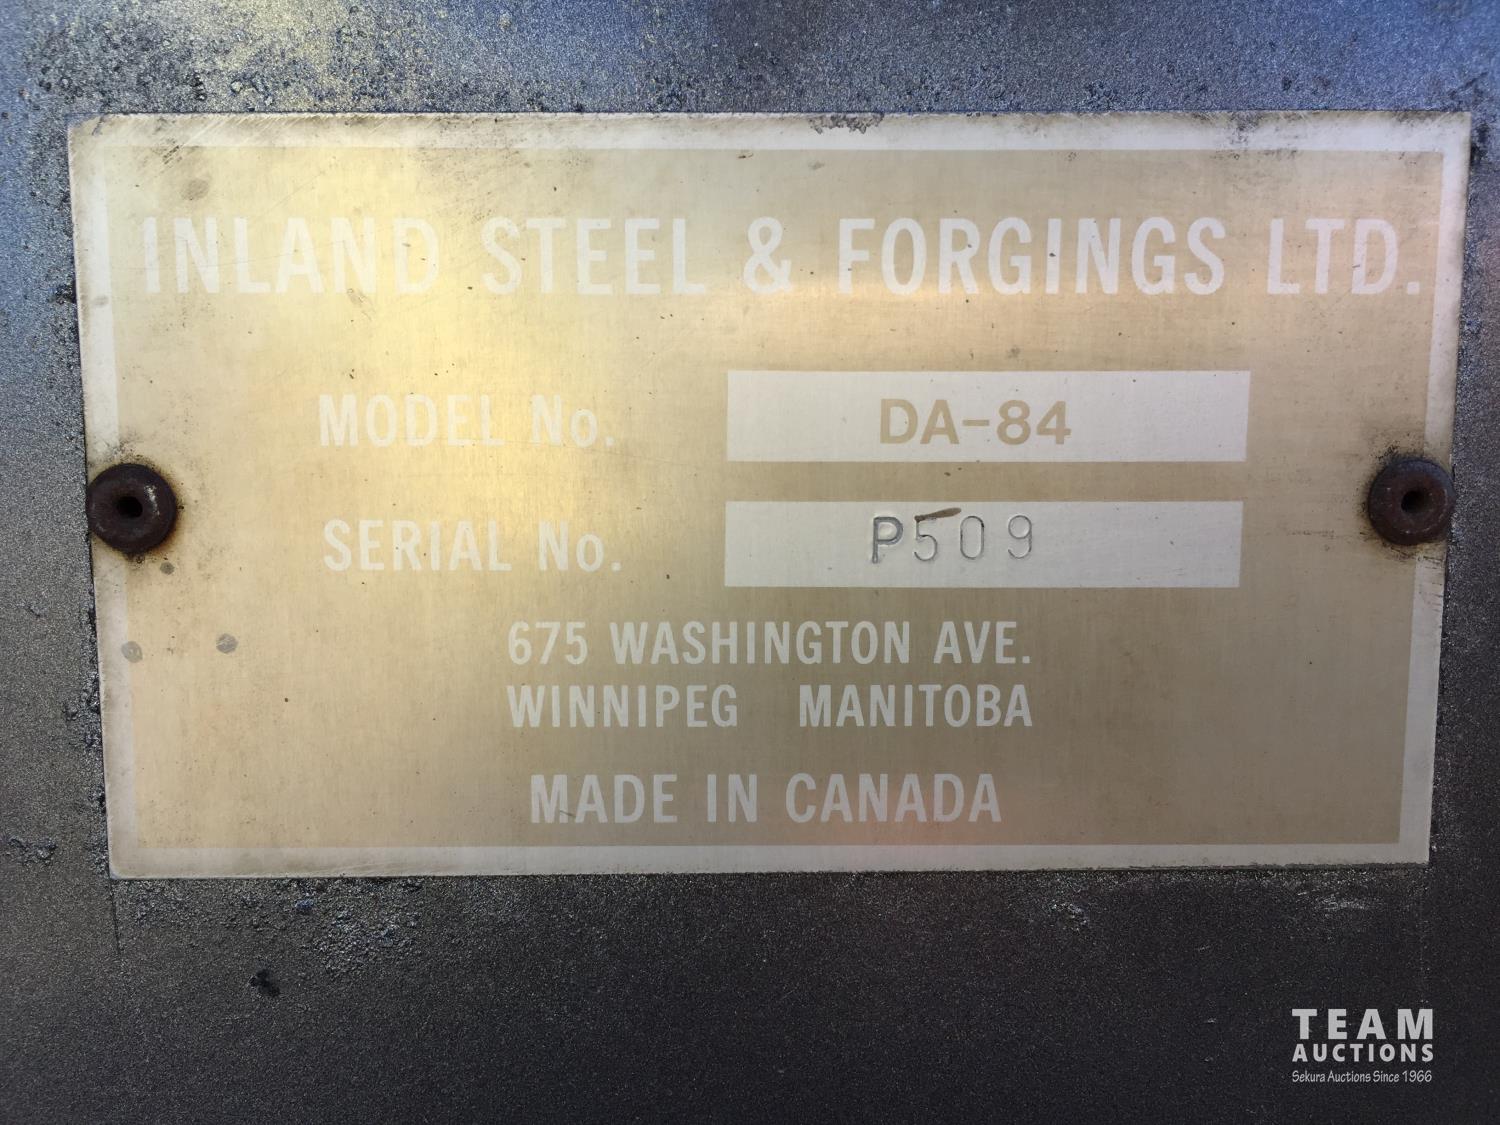 INLAND STEEL & FORGINGS LTD.
MODEL No. DA-84
SERIAL No. P509
675 WASHINGTON AVE.
WINNIPEG MANITOBA
MADE IN CANADA
TEAM
AUCTIONS
Sekura Auctions Since 1966